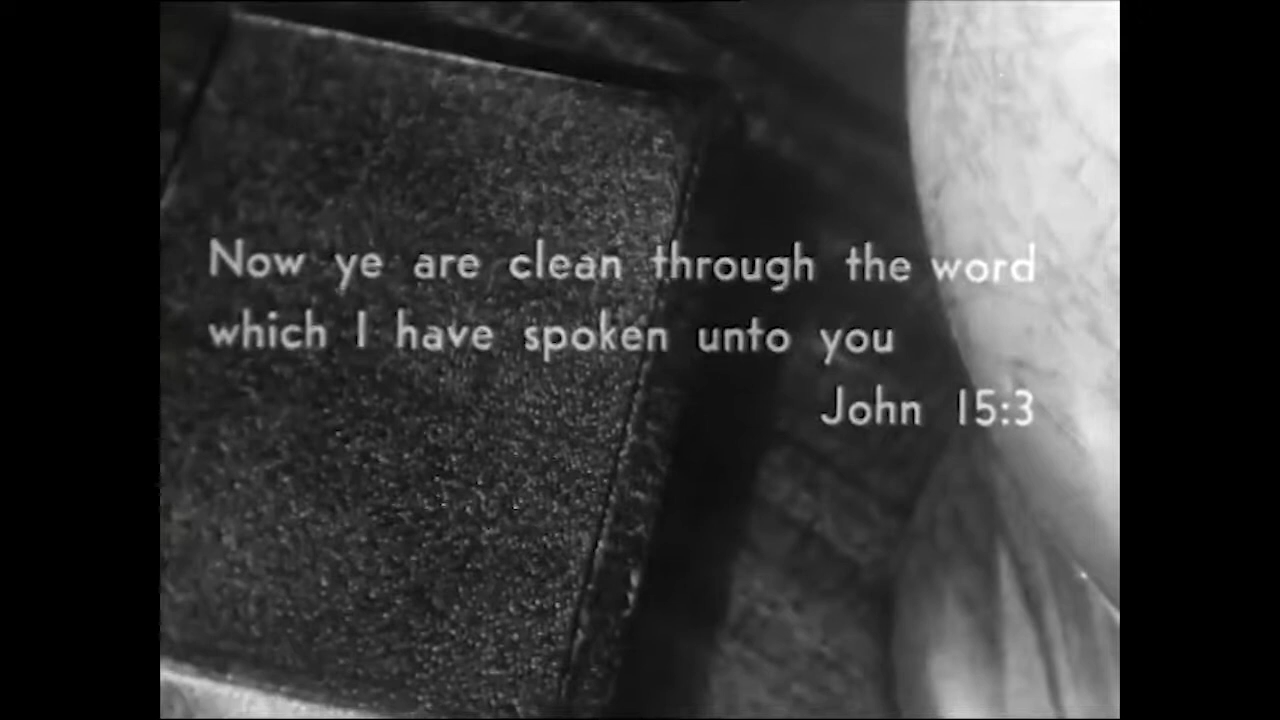 Now ye are clean through the word
which I have spoken unto you
John 15:3